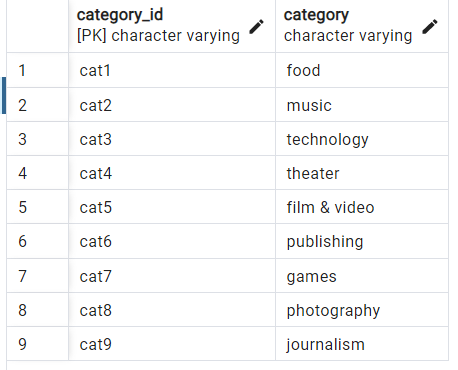 category_id category
[PK] character varying character varying
1 cat1 food
2 cat2 music
3 cat3 technology
4 cat4 theater
5 cat5 film & video
6 cat6 publishing
7 cat7 games
8 cat8 photography
9 cat9 journalism